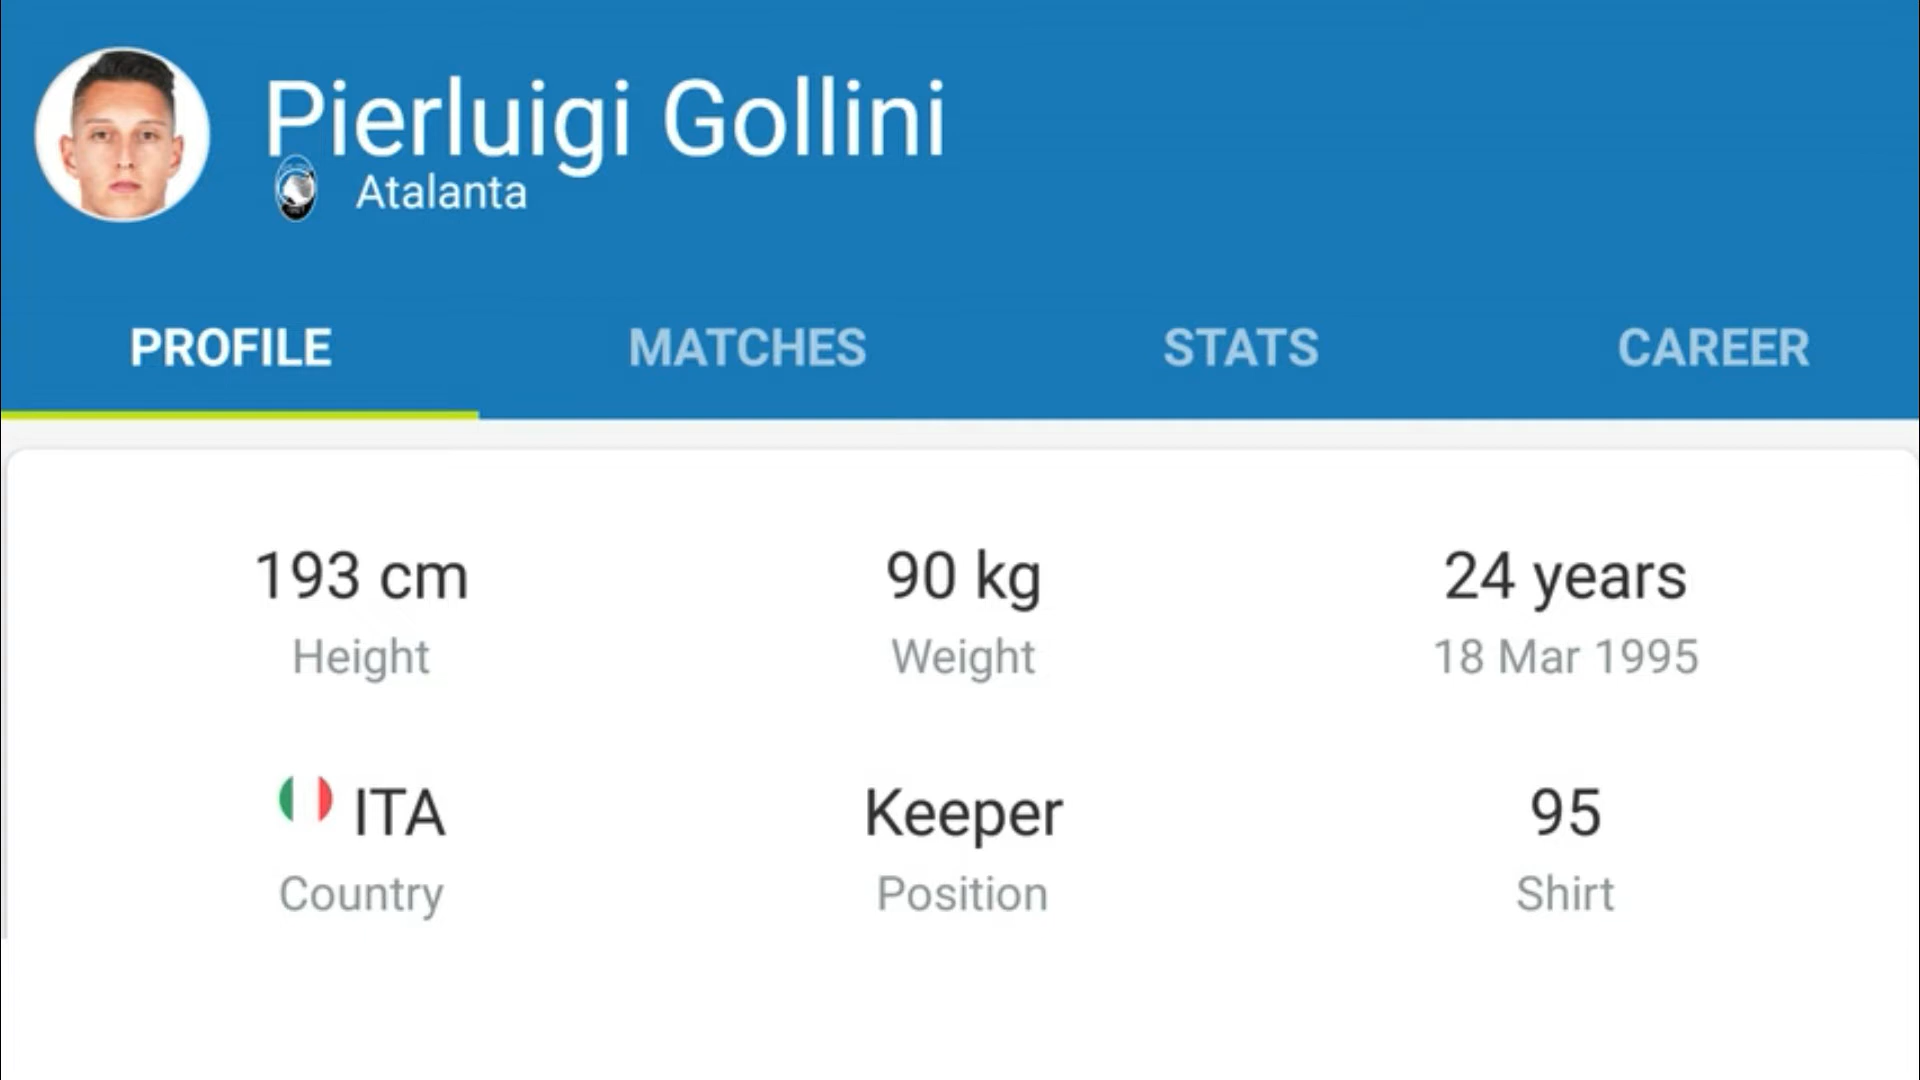 Pierluigi Gollini
Atalanta
PROFILE MATCHES STATS CAREER
193 cm 90 kg 24 years
Height Weight 18 Mar 1995
ITA Keeper 95
Country Position Shirt